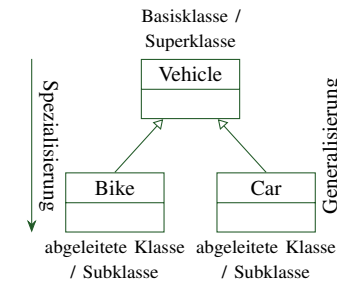 Basisklasse /
Superklasse
Vehicle
Spezialisierung
Generalisierung
Bike
Car
abgeleitete Klasse
/ Subklasse
abgeleitete Klasse
/ Subklasse